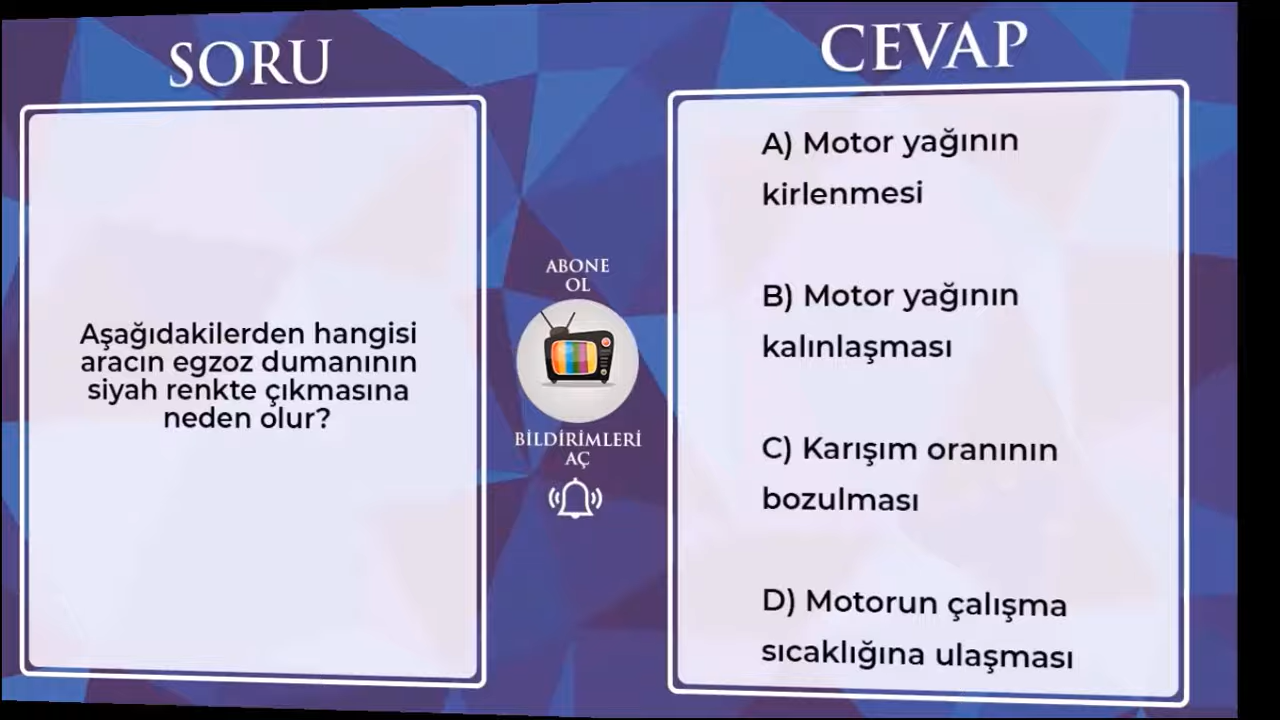 SORU
Aşağıdakilerden hangisi
aracın egzoz dumanının
siyah renkte çıkmasına
neden olur?
ABONE
OL
BİLDİRİMLERİ
AÇ
CEVAP
A) Motor yağının
kirlenmesi
B) Motor yağının
kalınlaşması
C) Karışım oranının
bozulması
D) Motorun çalışma
sıcaklığına ulaşması